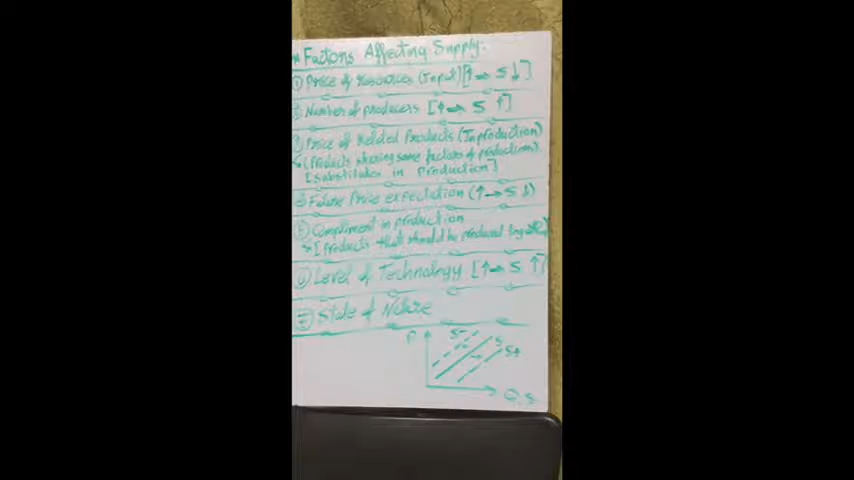 * Factors Affecting Supply:
① Price of resources (Input) [↑ → S ↓]
② Number of producers [↑ → S ↑]
③ Price of Related Products (In production)
(Products sharing same factors of production)
[Substitutes in production]
④ Future Price expectation (↑ → S ↓)
⑤ Compliment in production
* [products that should be produced
⑥ Level of Technology [↑ → S ↑]
⑦ State of Nature
P S- S S+
Q.s